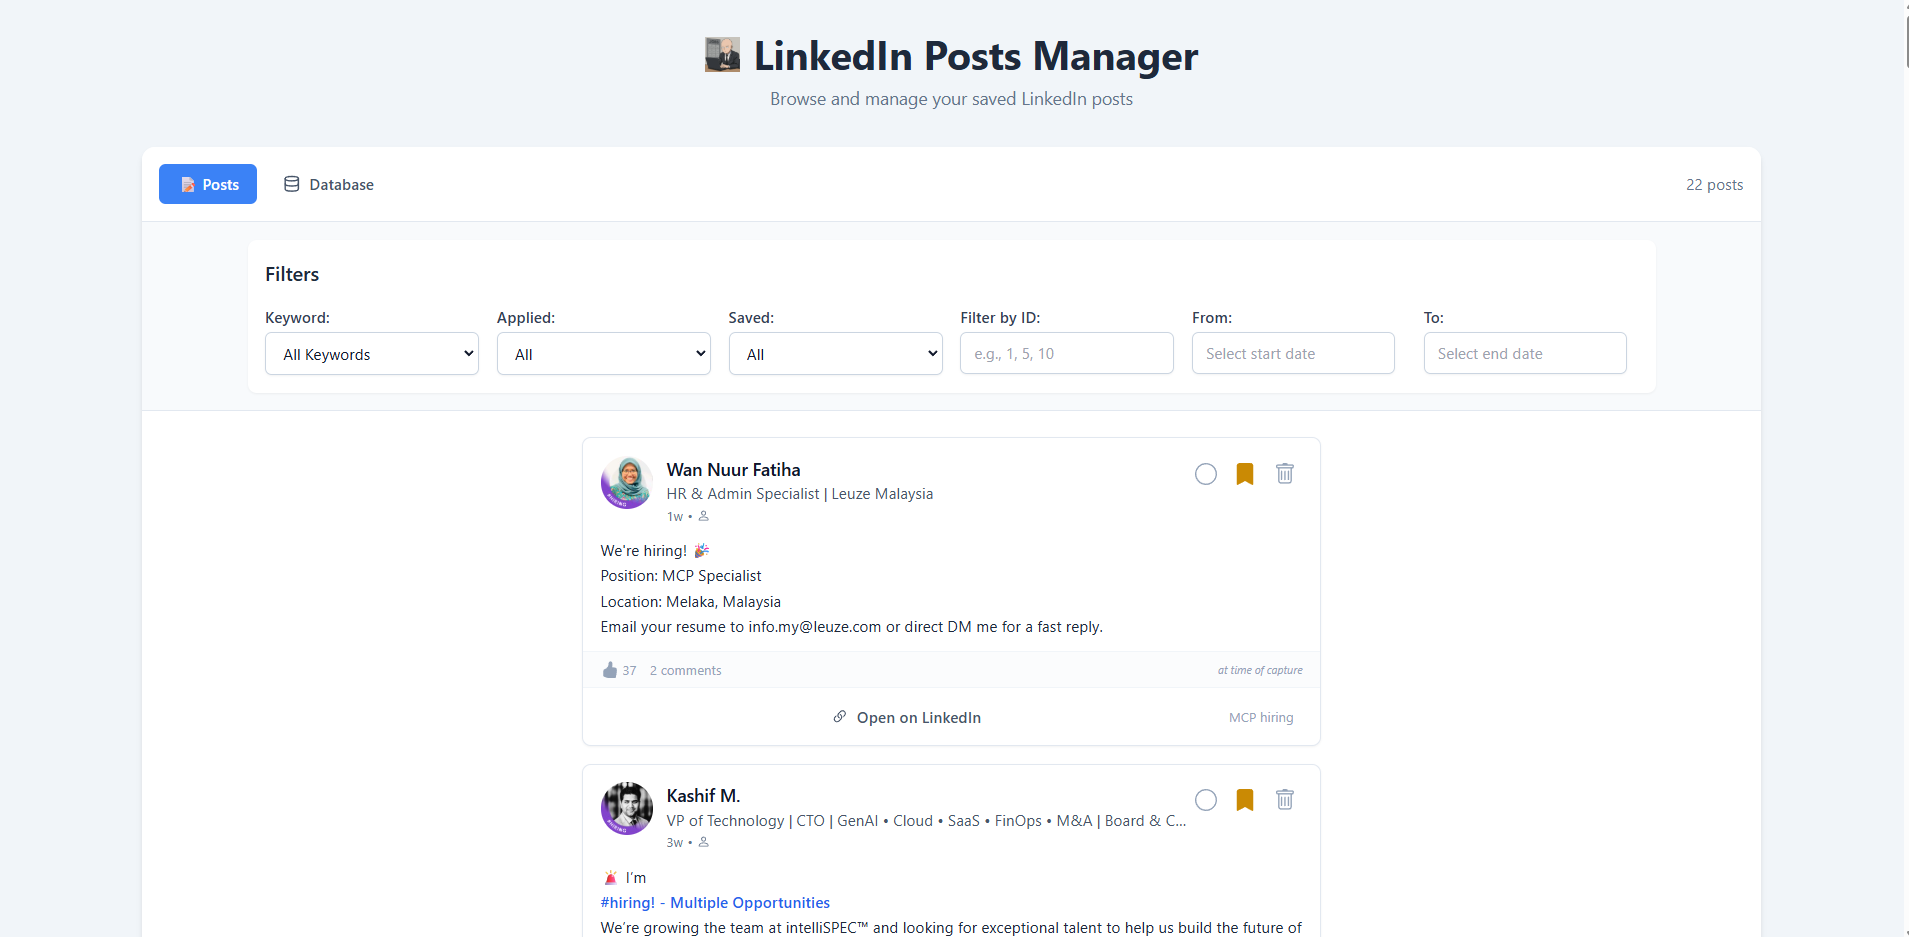 LinkedIn Posts Manager
Browse and manage your saved LinkedIn posts
Posts
Database
22 posts
Filters
Keyword:
Applied:
Saved:
Filter by ID:
From:
To:
All Keywords
All
All
e.g., 1, 5, 10
Select start date
Select end date
Wan Nuur Fatiha
HR & Admin Specialist | Leuze Malaysia
1w •
We're hiring! 🎉
Position: MCP Specialist
Location: Melaka, Malaysia
Email your resume to info.my@leuze.com or direct DM me for a fast reply.
37
2 comments
at time of capture
Open on LinkedIn
MCP hiring
Kashif M.
VP of Technology | CTO | GenAI • Cloud • SaaS • FinOps • M&A | Board & C...
3w •
🚨 I'm
#hiring! - Multiple Opportunities
We're growing the team at intelliSPEC™ and looking for exceptional talent to help us build the future of
#HIRING
#HIRING